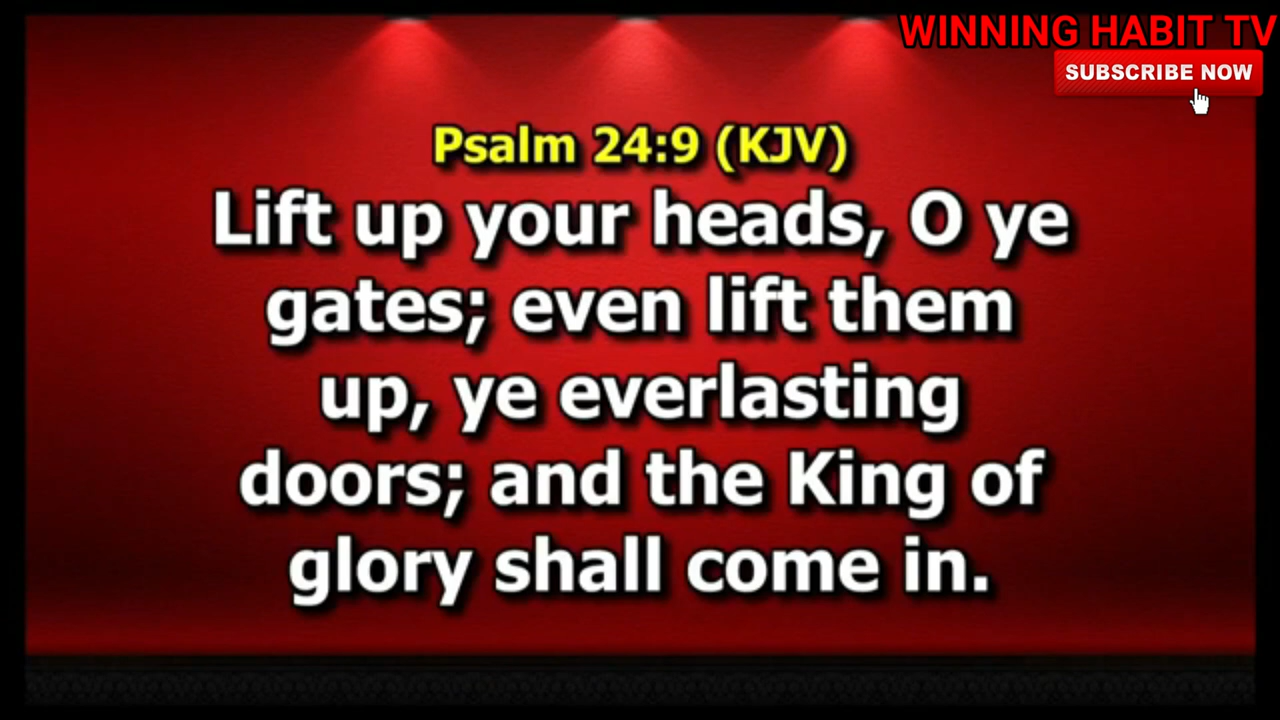 WINNING HABIT TV
SUBSCRIBE NOW
Psalm 24:9 (KJV)
Lift up your heads, O ye
gates; even lift them
up, ye everlasting
doors; and the King of
glory shall come in.